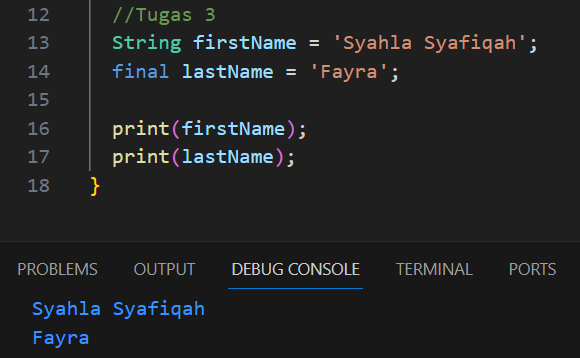 12 //Tugas 3
13 String firstName = 'Syahla Syafiqah';
14 final lastName = 'Fayra';
15
16 print(firstName);
17 print(lastName);
18 }
PROBLEMS OUTPUT DEBUG CONSOLE TERMINAL PORTS
Syahla Syafiqah
Fayra